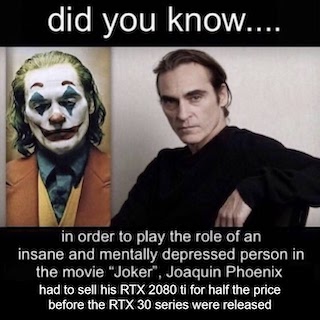 did you know....
in order to play the role of an
insane and mentally depressed person in
the movie “Joker”, Joaquin Phoenix
had to sell his RTX 2080 ti for half the price
before the RTX 30 series were released